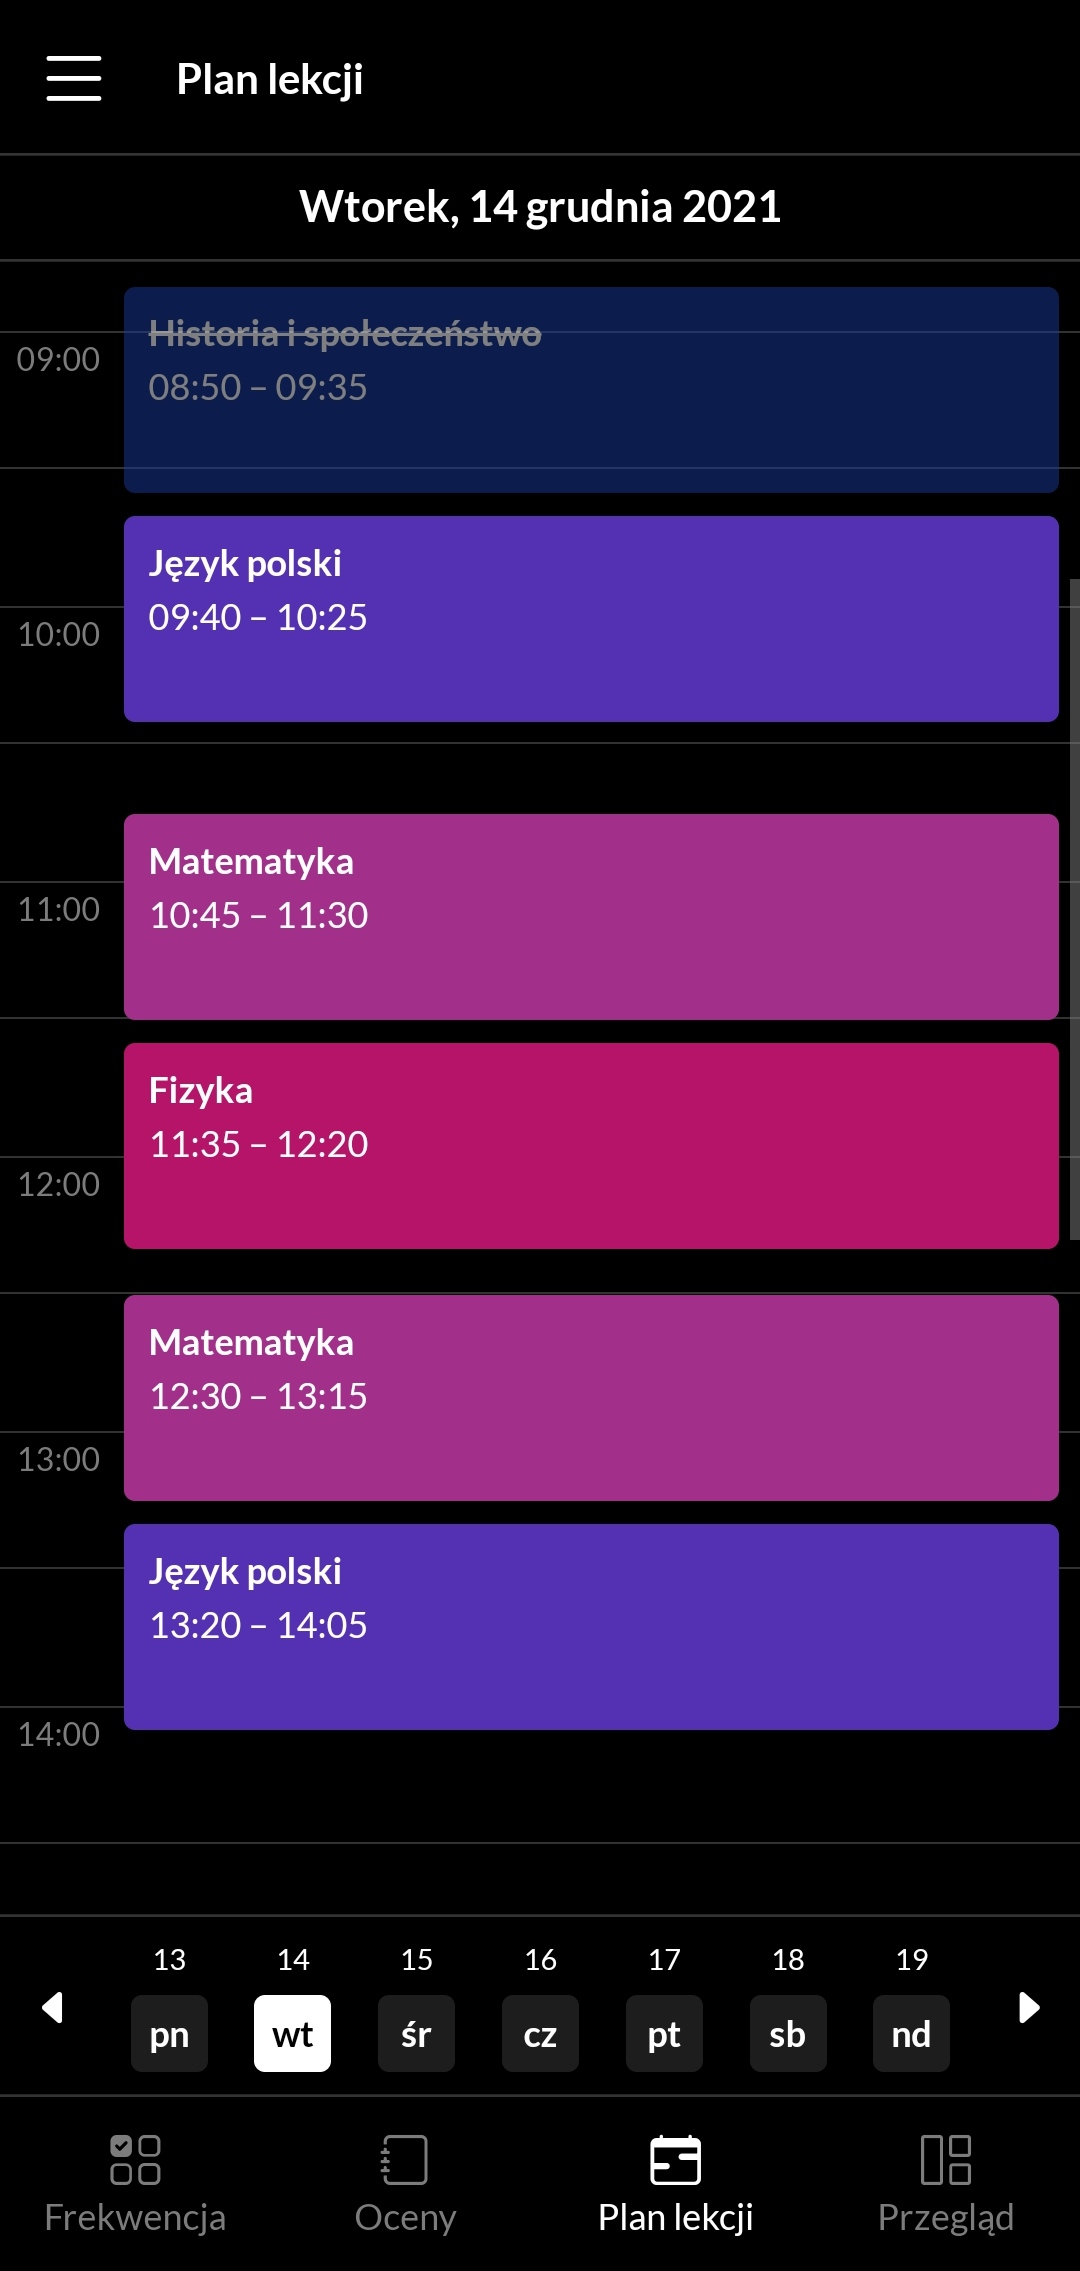 Plan lekcji
Wtorek, 14 grudnia 2021
Historia i społeczeństwo
09:00
08:50 – 09:35
Język polski
09:40 – 10:25
10:00
Matematyka
10:45 – 11:30
11:00
Fizyka
11:35 – 12:20
12:00
Matematyka
12:30 – 13:15
13:00
Język polski
13:20 – 14:05
14:00
13 14 15 16 17 18 19
pn wt śr cz pt sb nd
Frekwencja Oceny Plan lekcji Przegląd